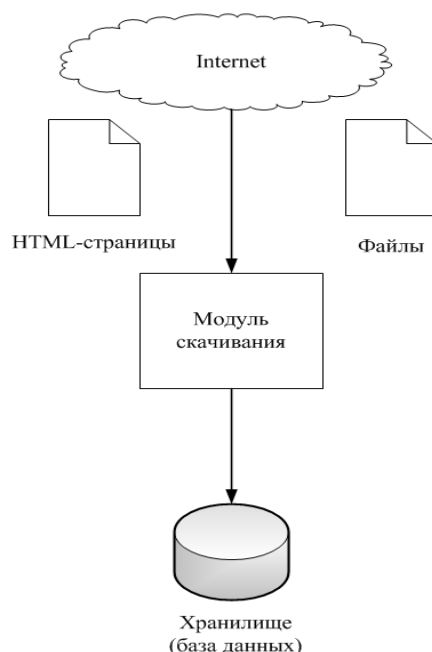 Internet
HTML-страницы
Файлы
Модуль
скачивания
Хранилище
(база данных)